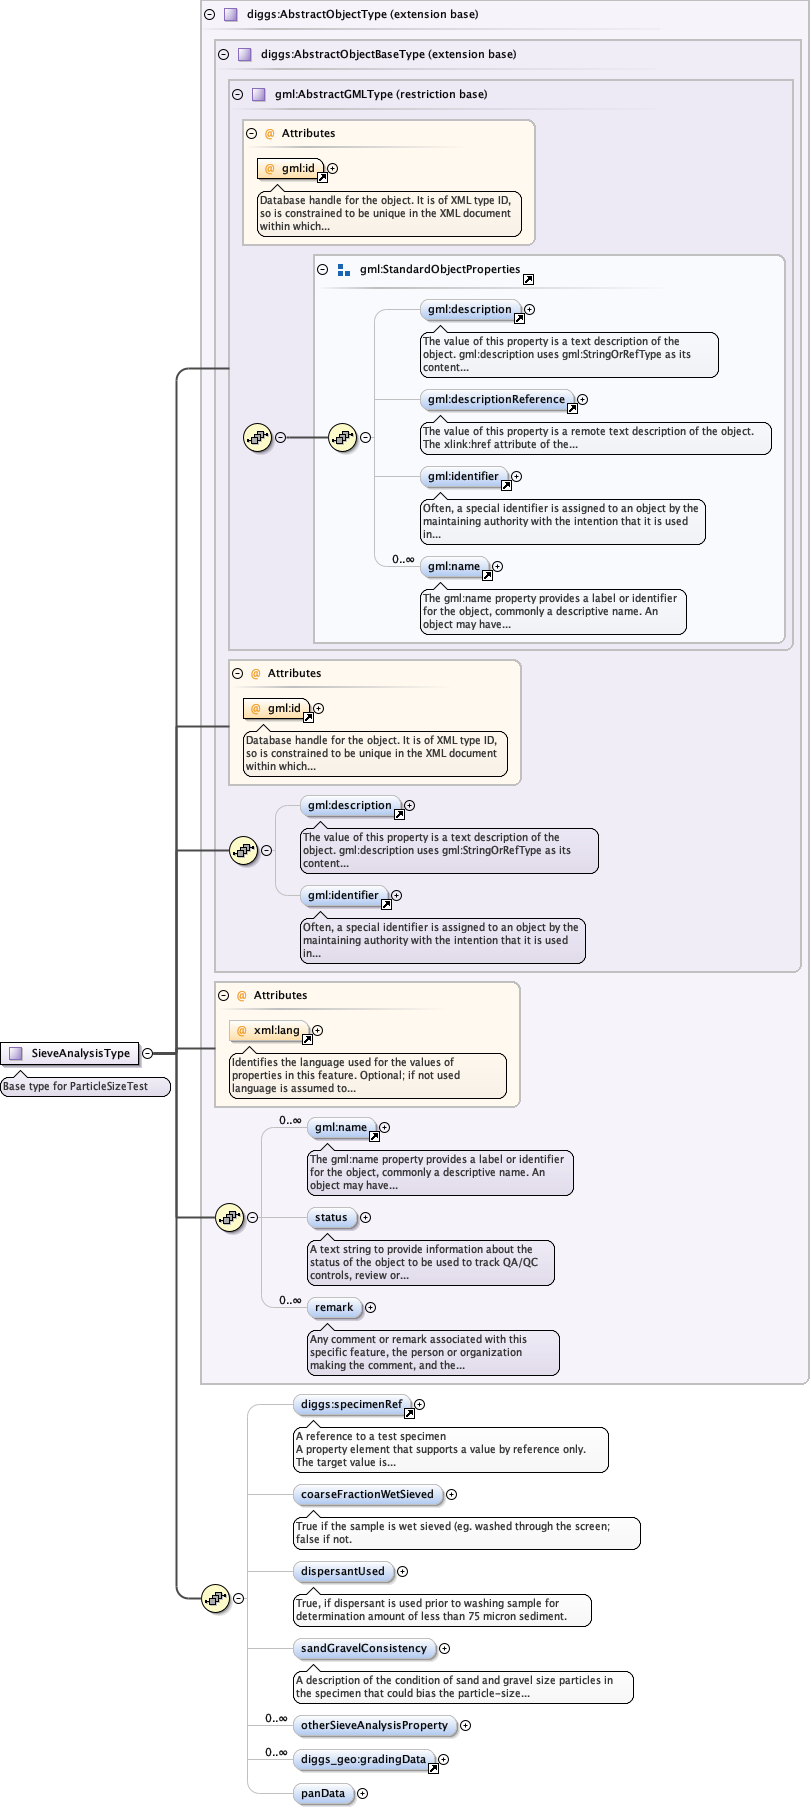 diggs:AbstractObjectType (extension base)
diggs:AbstractObjectBaseType (extension base)
gml:AbstractGMLType (restriction base)
@ Attributes
@ gml:id
Database handle for the object. It is of XML type ID,
so is constrained to be unique in the XML document
within which...
gml:StandardObjectProperties
gml:description
The value of this property is a text description of the
object. gml:description uses gml:StringOrRefType as its
content...
gml:descriptionReference
The value of this property is a remote text description of the object.
The xlink:href attribute of the...
gml:identifier
Often, a special identifier is assigned to an object by the
maintaining authority with the intention that it is used
in...
0..∞
gml:name
The gml:name property provides a label or identifier
for the object, commonly a descriptive name. An
object may have...
@ Attributes
@ gml:id
Database handle for the object. It is of XML type ID,
so is constrained to be unique in the XML document
within which...
gml:description
The value of this property is a text description of the
object. gml:description uses gml:StringOrRefType as its
content...
gml:identifier
Often, a special identifier is assigned to an object by the
maintaining authority with the intention that it is used
in...
@ Attributes
@ xml:lang
Identifies the language used for the values of
properties in this feature. Optional; if not used
language is assumed to...
SieveAnalysisType
Base type for ParticleSizeTest
0..∞
gml:name
The gml:name property provides a label or identifier
for the object, commonly a descriptive name. An
object may have...
status
A text string to provide information about the
status of the object to be used to track QA/QC
controls, review or...
0..∞
remark
Any comment or remark associated with this
specific feature, the person or organization
making the comment, and the...
diggs:specimenRef
A reference to a test specimen
A property element that supports a value by reference only.
The target value is...
coarseFractionWetSieved
True if the sample is wet sieved (eg. washed through the screen;
false if not.
dispersantUsed
True, if dispersant is used prior to washing sample for
determination amount of less than 75 micron sediment.
sandGravelConsistency
A description of the condition of sand and gravel size particles in
the specimen that could bias the particle-size...
0..∞
otherSieveAnalysisProperty
0..∞
diggs_geo:gradingData
panData